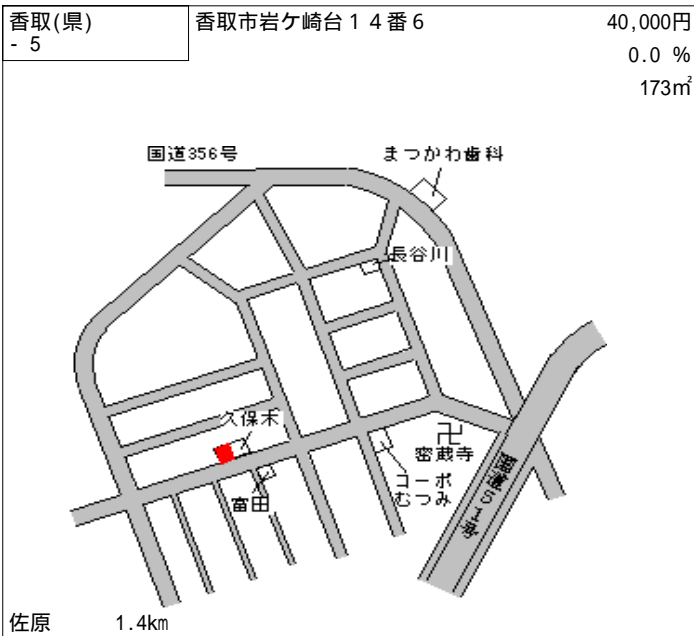 香取(県)
- 5
香取市岩ケ崎台１４番６
40,000円
0.0 %
173㎡
国道356号
まつかわ歯科
長谷川
久保木
富田
コーポ
むつみ
卍
密蔵寺
国道５１号
佐原 1.4km